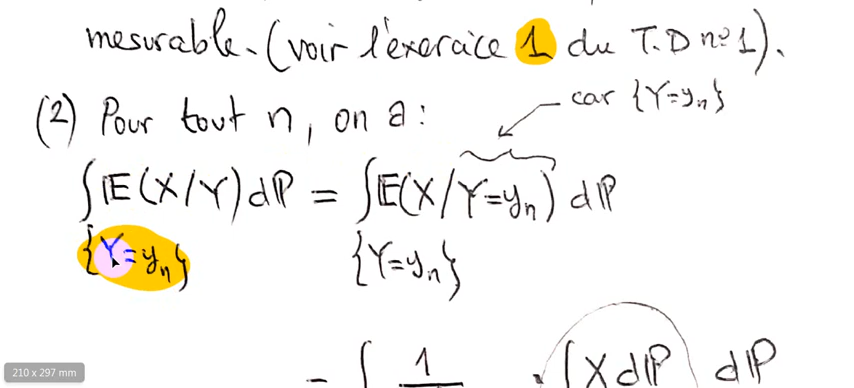 mesurable. (voir l'exercice 1 du T.D n° 1).
car {Y=yₙ}
(2) Pour tout n, on a :
∫E(X/Y)dP = ∫E(X/Y=yₙ) dP
{Y=yₙ} {Y=yₙ}
= ∫ 1 . ∫XdP dP
210 x 297 mm